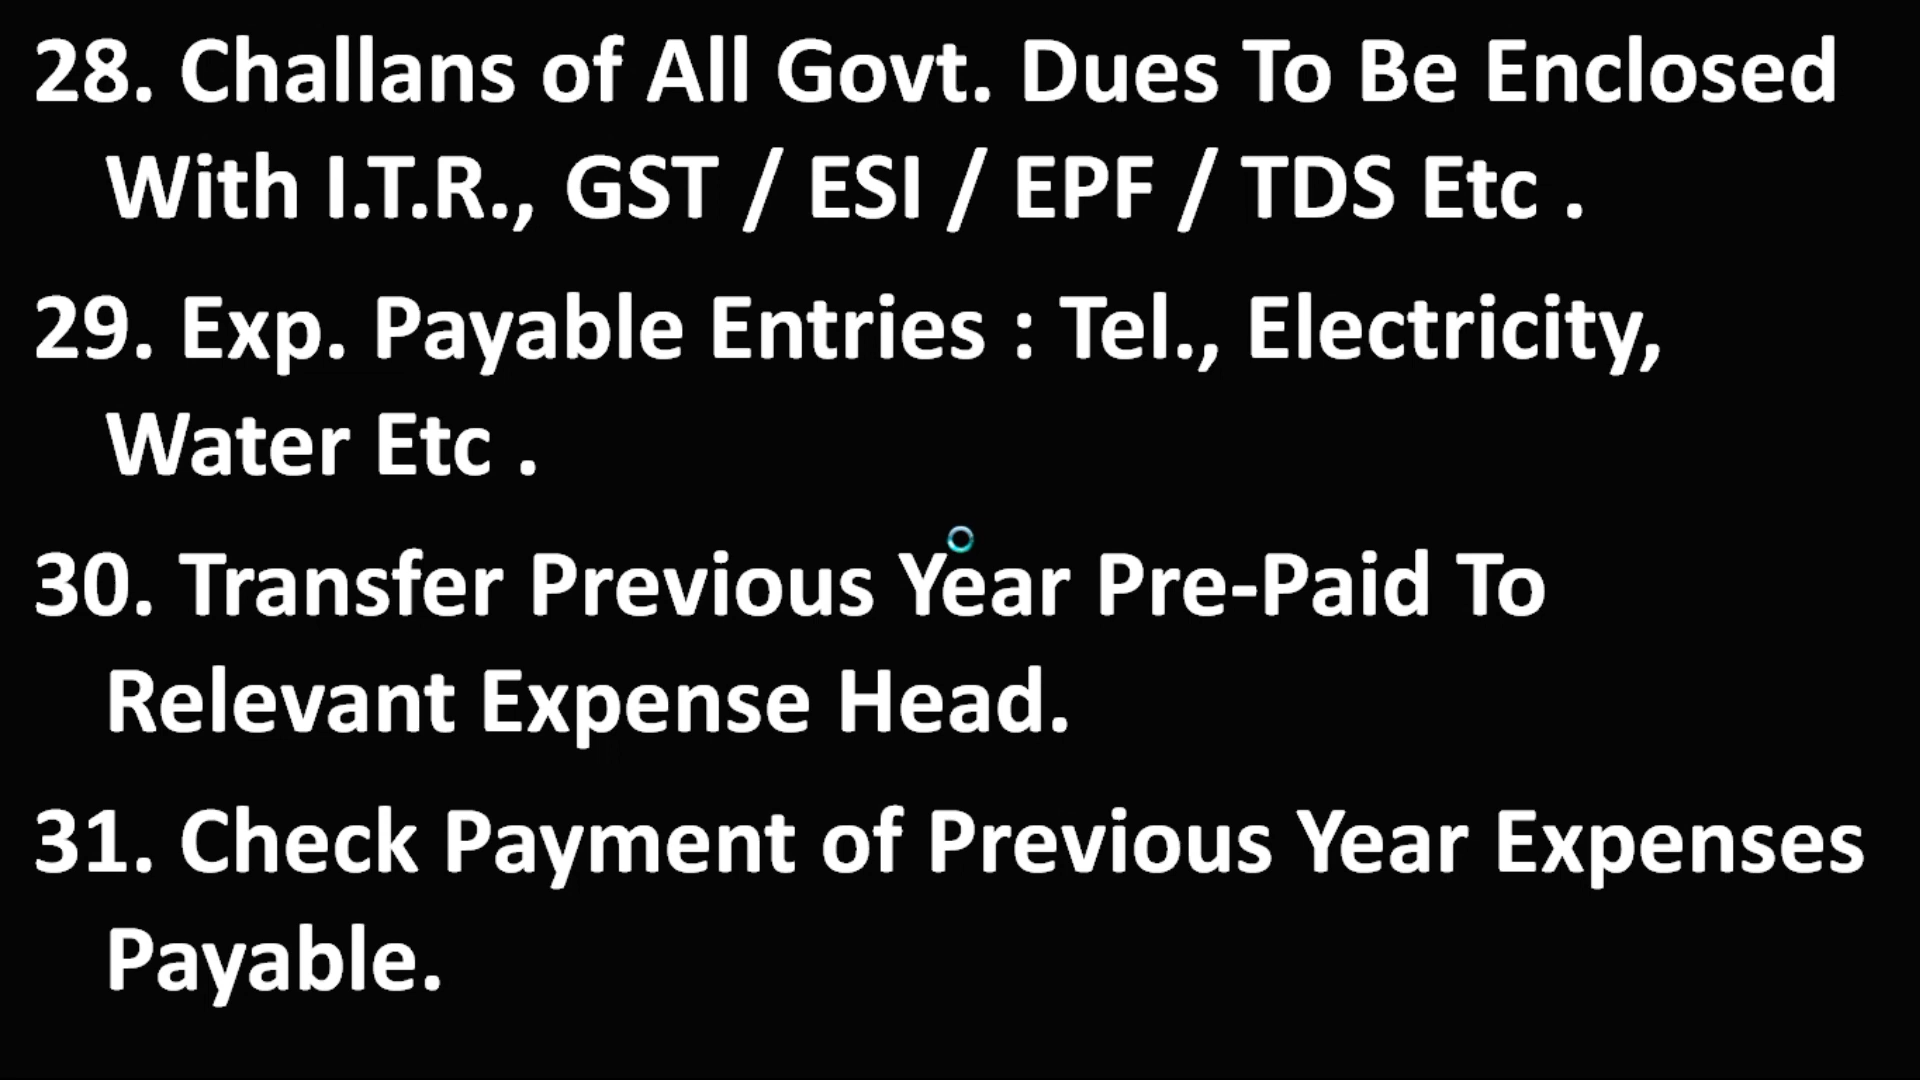 28. Challans of All Govt. Dues To Be Enclosed
With I.T.R., GST / ESI / EPF / TDS Etc .
29. Exp. Payable Entries : Tel., Electricity,
Water Etc .
30. Transfer Previous Year Pre-Paid To
Relevant Expense Head.
31. Check Payment of Previous Year Expenses
Payable.